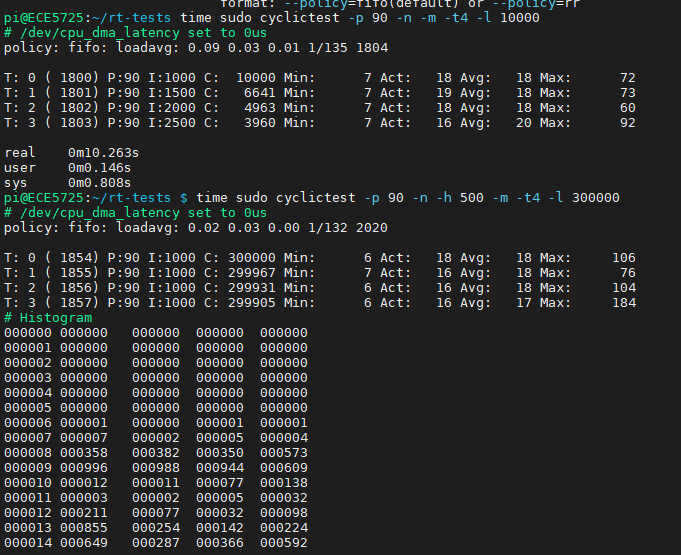 format: --policy=fifo(default) or --policy=rr
pi@ECE5725:~/rt-tests time sudo cyclictest -p 90 -n -m -t4 -l 10000
# /dev/cpu_dma_latency set to 0us
policy: fifo: loadavg: 0.09 0.03 0.01 1/135 1804
T: 0 ( 1800) P:90 I:1000 C:  10000 Min:      7 Act:   18 Avg:   18 Max:      72
T: 1 ( 1801) P:90 I:1500 C:   6641 Min:      7 Act:   19 Avg:   18 Max:      73
T: 2 ( 1802) P:90 I:2000 C:   4963 Min:      7 Act:   18 Avg:   18 Max:      60
T: 3 ( 1803) P:90 I:2500 C:   3960 Min:      7 Act:   16 Avg:   20 Max:      92
real    0m10.263s
user    0m0.146s
sys     0m0.808s
pi@ECE5725:~/rt-tests $ time sudo cyclictest -p 90 -n -h 500 -m -t4 -l 300000
# /dev/cpu_dma_latency set to 0us
policy: fifo: loadavg: 0.02 0.03 0.00 1/132 2020
T: 0 ( 1854) P:90 I:1000 C: 300000 Min:      6 Act:   18 Avg:   18 Max:     106
T: 1 ( 1855) P:90 I:1000 C: 299967 Min:      7 Act:   16 Avg:   18 Max:      76
T: 2 ( 1856) P:90 I:1000 C: 299931 Min:      6 Act:   16 Avg:   18 Max:     104
T: 3 ( 1857) P:90 I:1000 C: 299905 Min:      6 Act:   16 Avg:   17 Max:     184
# Histogram
000000 000000   000000  000000  000000
000001 000000   000000  000000  000000
000002 000000   000000  000000  000000
000003 000000   000000  000000  000000
000004 000000   000000  000000  000000
000005 000000   000000  000000  000000
000006 000001   000000  000001  000001
000007 000007   000002  000005  000004
000008 000358   000382  000350  000573
000009 000996   000988  000944  000609
000010 000012   000011  000077  000138
000011 000003   000002  000005  000032
000012 000211   000077  000032  000098
000013 000855   000254  000142  000224
000014 000649   000287  000366  000592